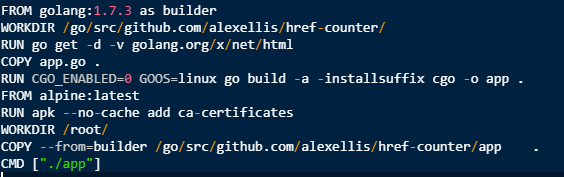 FROM golang:1.7.3 as builder
WORKDIR /go/src/github.com/alexellis/href-counter/
RUN go get -d -v golang.org/x/net/html
COPY app.go .
RUN CGO_ENABLED=0 GOOS=linux go build -a -installsuffix cgo -o app .
FROM alpine:latest
RUN apk --no-cache add ca-certificates
WORKDIR /root/
COPY --from=builder /go/src/github.com/alexellis/href-counter/app    .
CMD ["./app"]